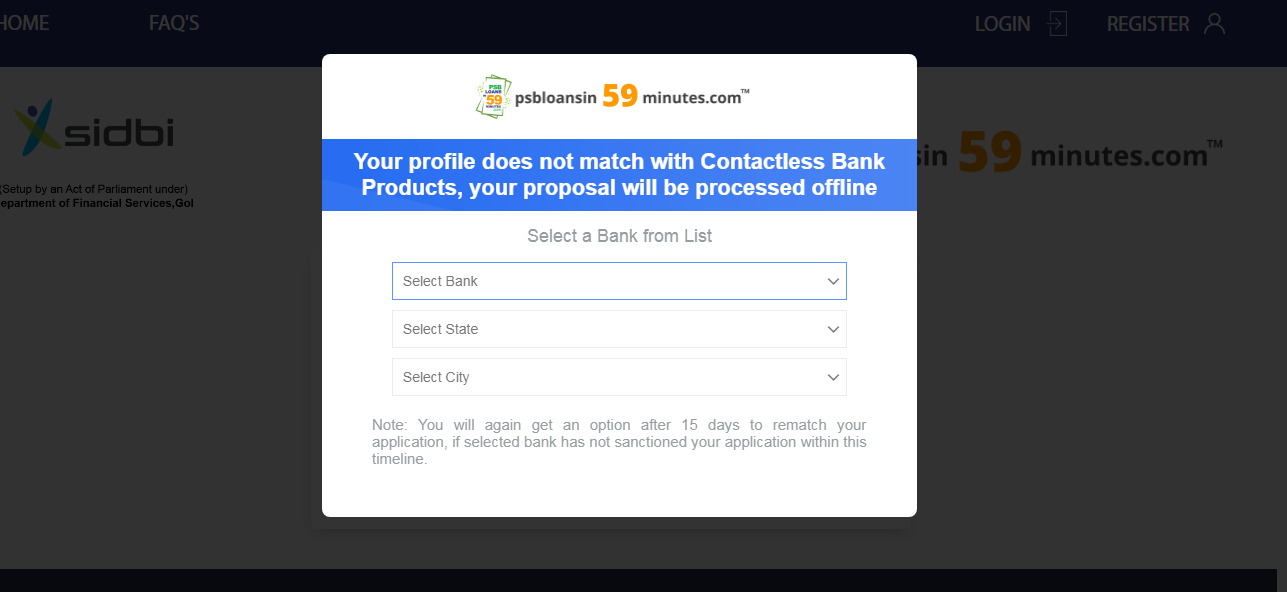 HOME FAQ'S LOGIN REGISTER
PSB LOANS IN 59 MINUTES .com
psbloansin 59 minutes.com™
sidbi
sin 59 minutes.com™
Your profile does not match with Contactless Bank
Products, your proposal will be processed offline
(Setup by an Act of Parliament under)
epartment of Financial Services,GoI
Select a Bank from List
Select Bank
Select State
Select City
Note: You will again get an option after 15 days to rematch your
application, if selected bank has not sanctioned your application within this
timeline.